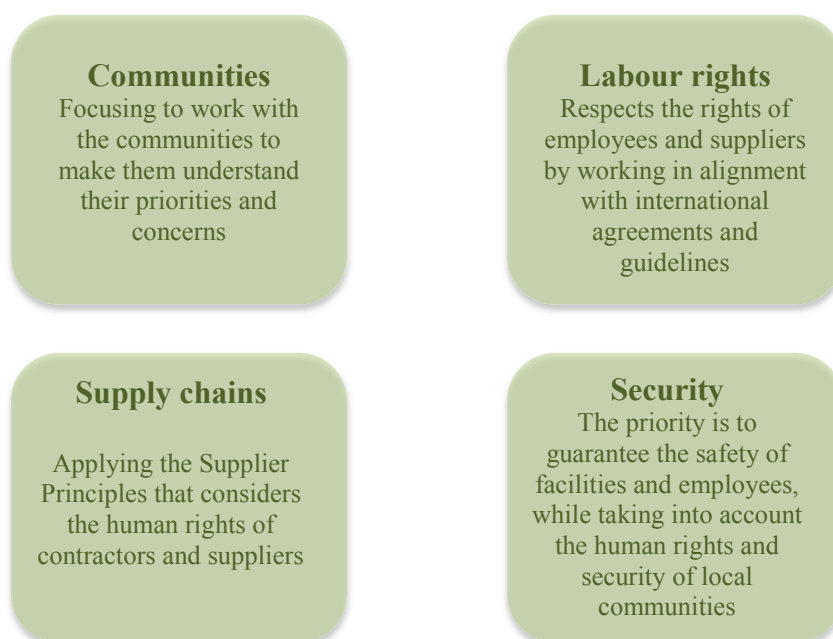 Communities
Focusing to work with
the communities to
make them understand
their priorities and
concerns
Labour rights
Respects the rights of
employees and suppliers
by working in alignment
with international
agreements and
guidelines
Supply chains
Applying the Supplier
Principles that considers
the human rights of
contractors and suppliers
Security
The priority is to
guarantee the safety of
facilities and employees,
while taking into account
the human rights and
security of local
communities